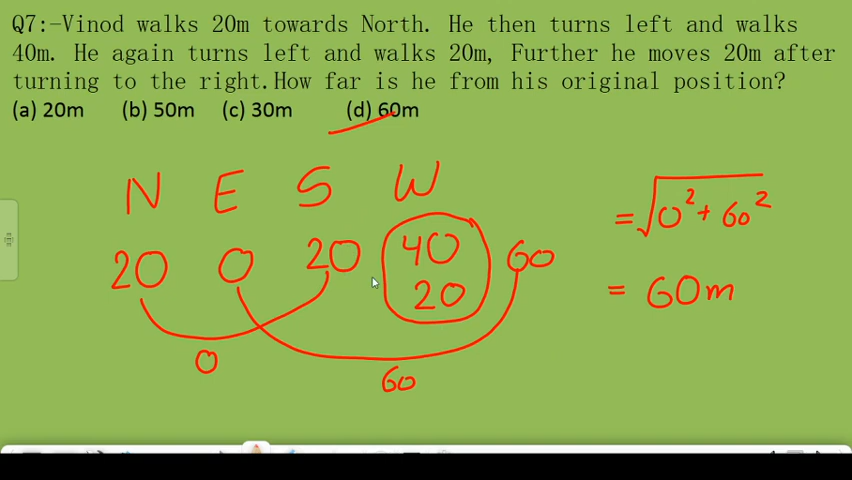 Q7:-Vinod walks 20m towards North. He then turns left and walks
40m. He again turns left and walks 20m, Further he moves 20m after
turning to the right.How far is he from his original position?
(a) 20m (b) 50m (c) 30m (d) 60m
N E S W
= √0² + 60²
20 0 20 40 60
20
= 60m
0
60